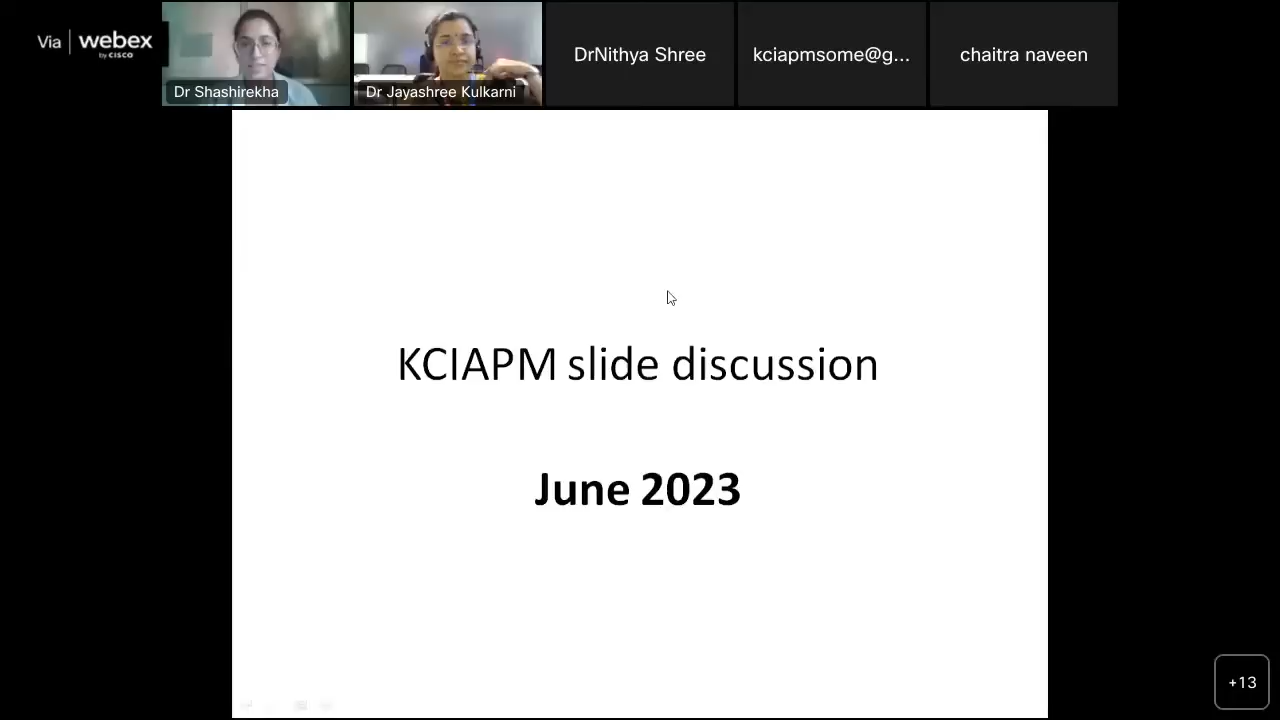 Via webex
by CISCO
Dr Shashirekha
Dr Jayashree Kulkarni
DrNithya Shree
kciapmsome@g...
chaitra naveen
KCIAPM slide discussion
June 2023
+13